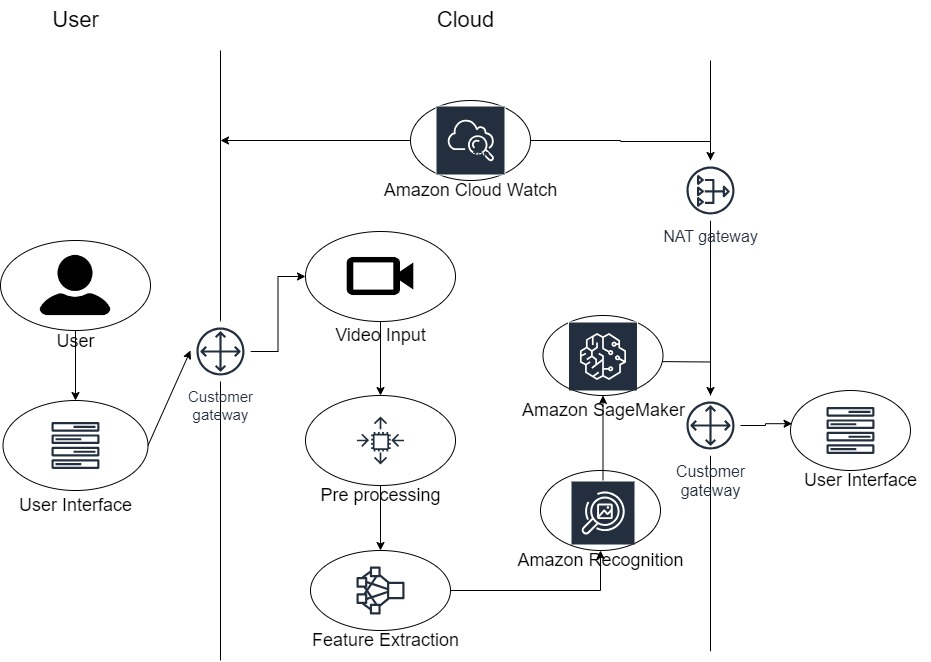 User
Cloud
Amazon Cloud Watch
NAT gateway
User
Video Input
Customer
gateway
Amazon SageMaker
Customer
gateway
User Interface
User Interface
Pre processing
Amazon Recognition
Feature Extraction